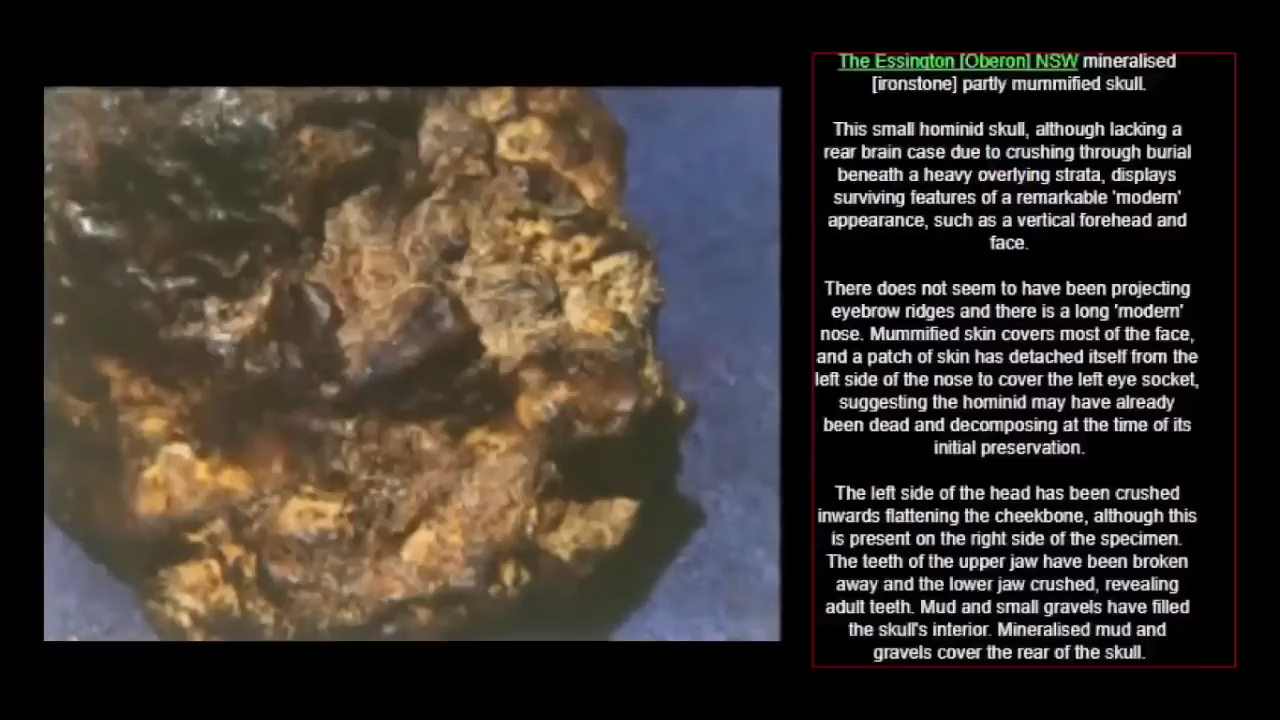 The Essington [Oberon] NSW mineralised
[ironstone] partly mummified skull.
This small hominid skull, although lacking a
rear brain case due to crushing through burial
beneath a heavy overlying strata, displays
surviving features of a remarkable 'modern'
appearance, such as a vertical forehead and
face.
There does not seem to have been projecting
eyebrow ridges and there is a long 'modern'
nose. Mummified skin covers most of the face,
and a patch of skin has detached itself from the
left side of the nose to cover the left eye socket,
suggesting the hominid may have already
been dead and decomposing at the time of its
initial preservation.
The left side of the head has been crushed
inwards flattening the cheekbone, although this
is present on the right side of the specimen.
The teeth of the upper jaw have been broken
away and the lower jaw crushed, revealing
adult teeth. Mud and small gravels have filled
the skull's interior. Mineralised mud and
gravels cover the rear of the skull.